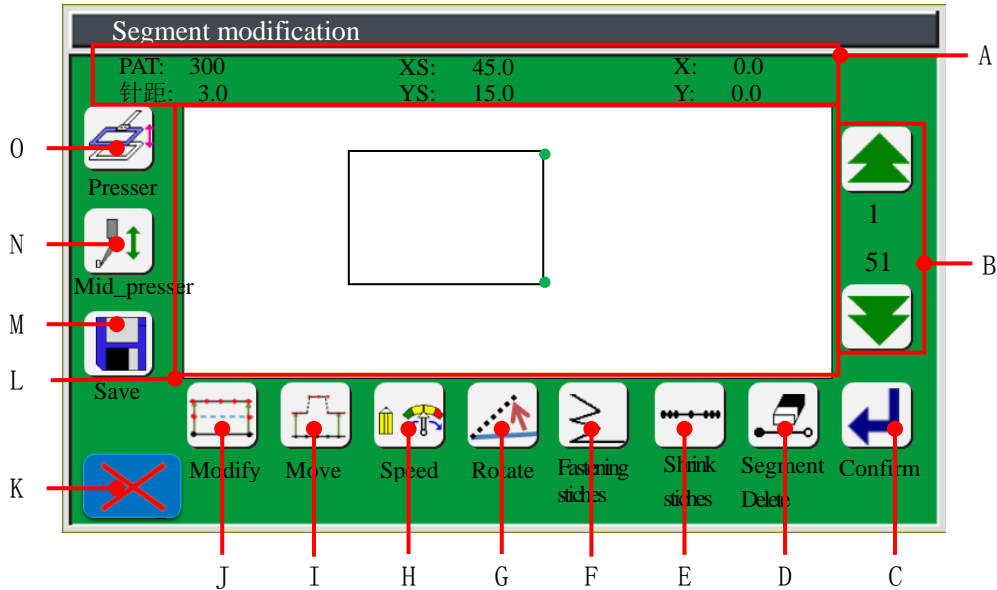 Segment modification
PAT: 300 XS: 45.0 X: 0.0
针距: 3.0 YS: 15.0 Y: 0.0
A
O
Presser
1
N
51
B
Mid_presser
M
L
Save
Modify Move Speed Rotate Fastening Shrink Segment Confirm
stiches stiches Delete
K
J I H G F E D C